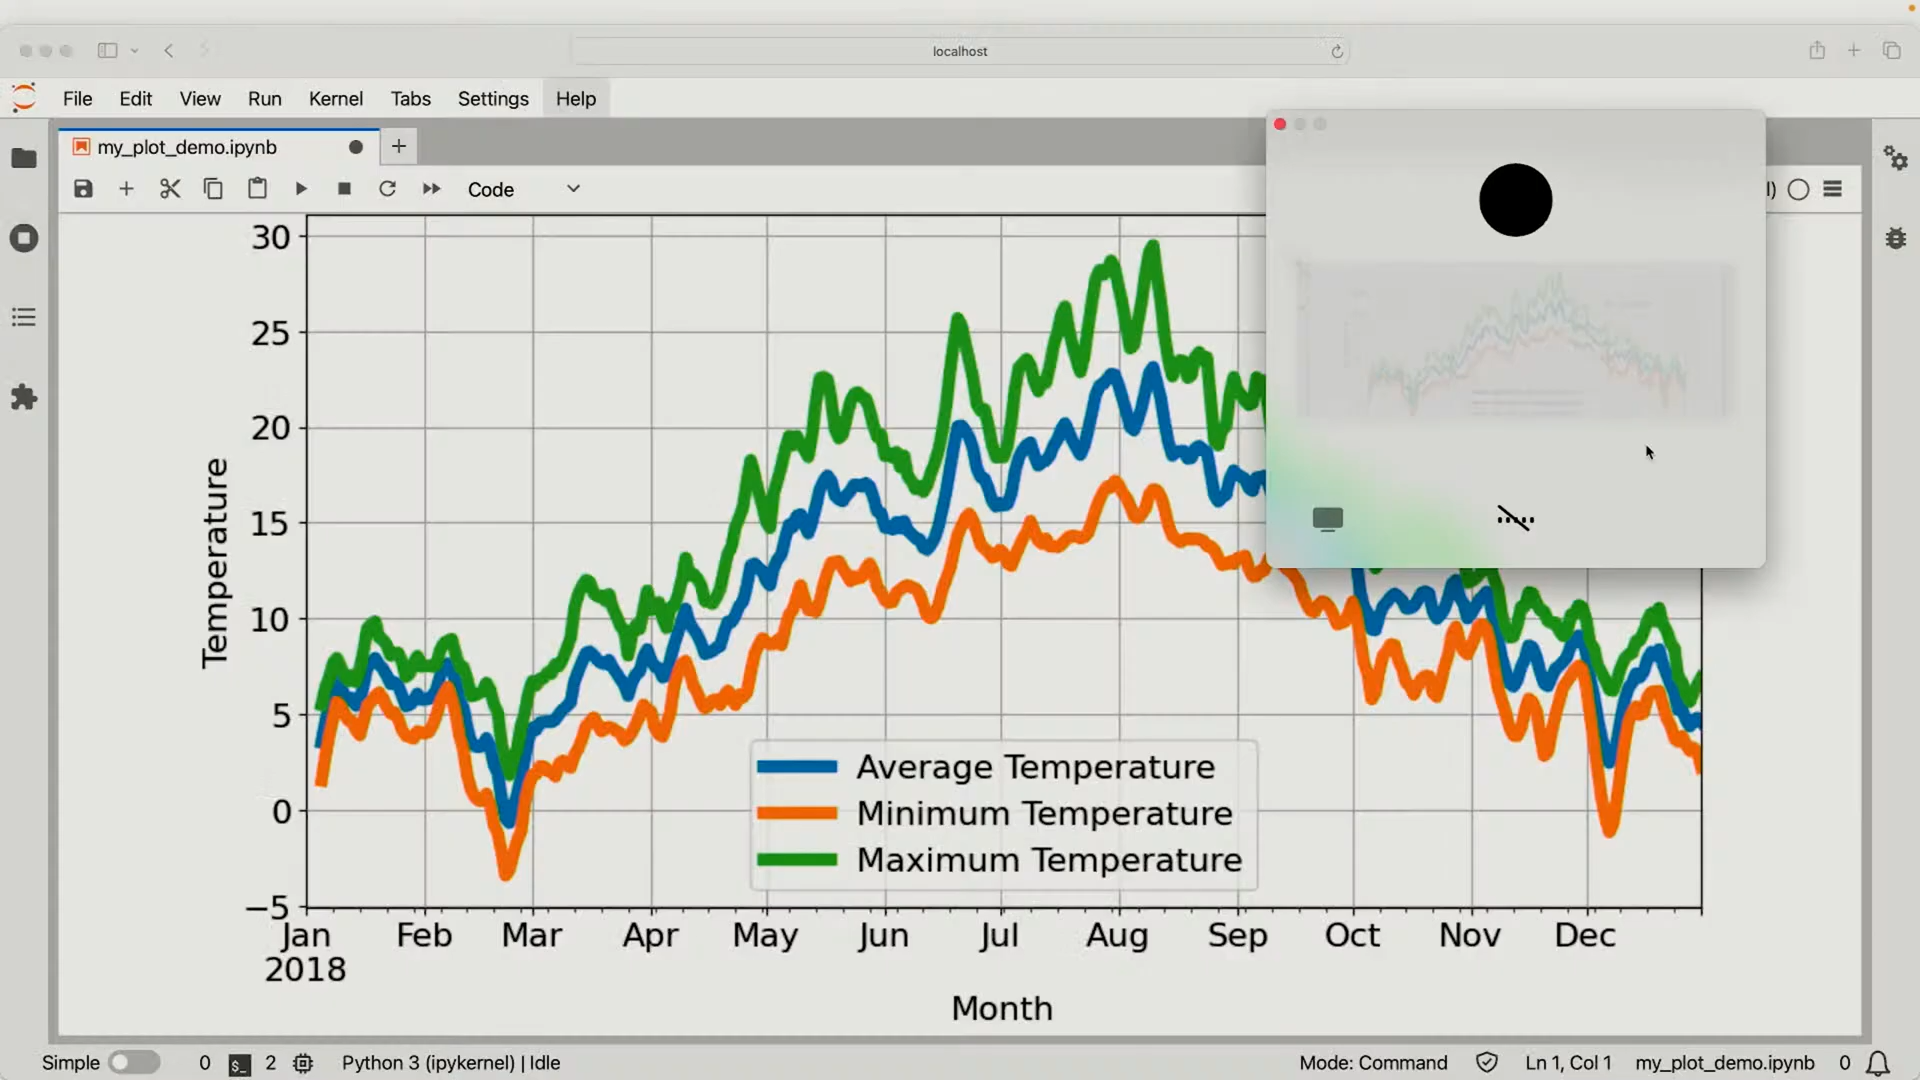 localhost
File Edit View Run Kernel Tabs Settings Help
my_plot_demo.ipynb
Code
30
25
20
15
10
5
0
−5
Temperature
Average Temperature
Minimum Temperature
Maximum Temperature
Jan Feb Mar Apr May Jun Jul Aug Sep Oct Nov Dec
2018
Month
Simple 0 $_ 2 Python 3 (ipykernel) | Idle Mode: Command Ln 1, Col 1 my_plot_demo.ipynb 0